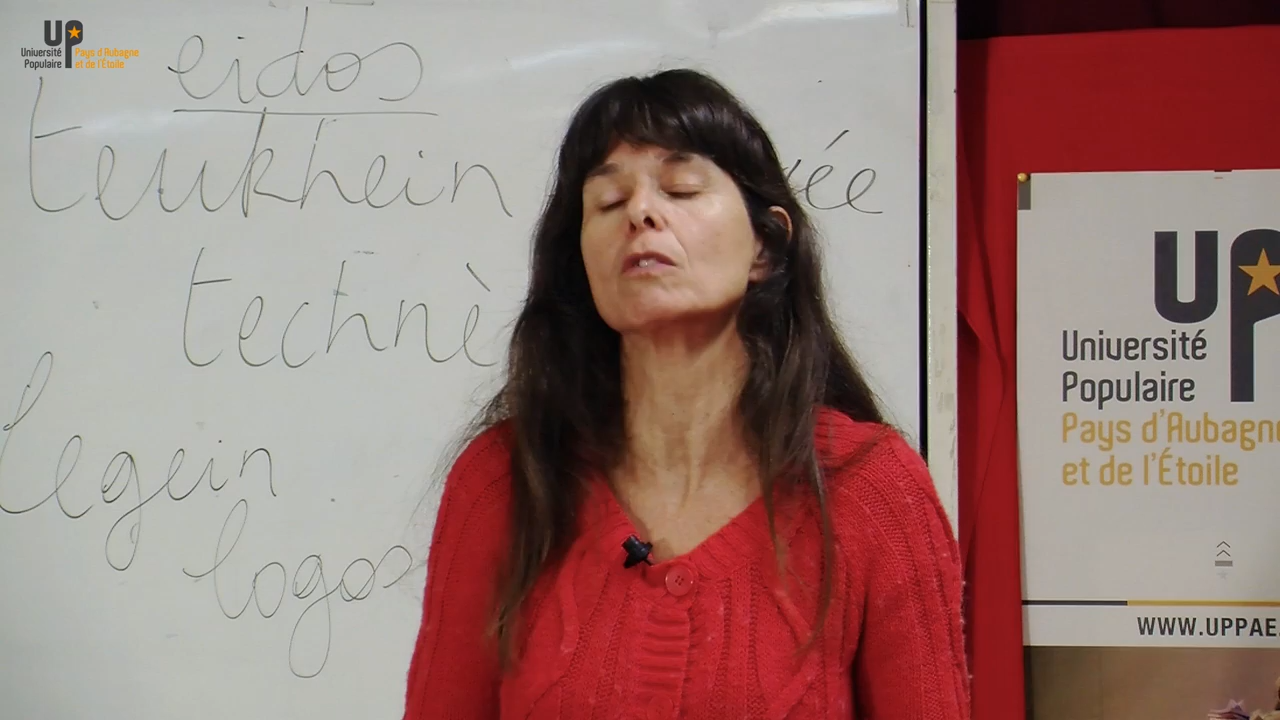 UP
Université
Populaire
Pays d'Aubagne
et de l'Étoile
eidos
teukhein
technè
legein
logos
UP
Université
Populaire
Pays d'Aubagne
et de l'Étoile
WWW.UPPAE.